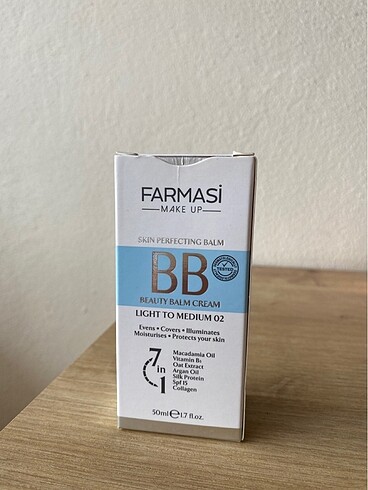 FARMASİ
MAKE UP
SKIN PERFECTING BALM
BB
TESTED
BEAUTY BALM CREAM
LIGHT TO MEDIUM 02
Evens • Covers • Illuminates
Moisturises • Protects your skin
7 in 1
Macadamia Oil
Vitamin B5
Oat Extract
Argan Oil
Silk Protein
Spf 15
Collagen
50ml ℮ 1.7 fl.oz.